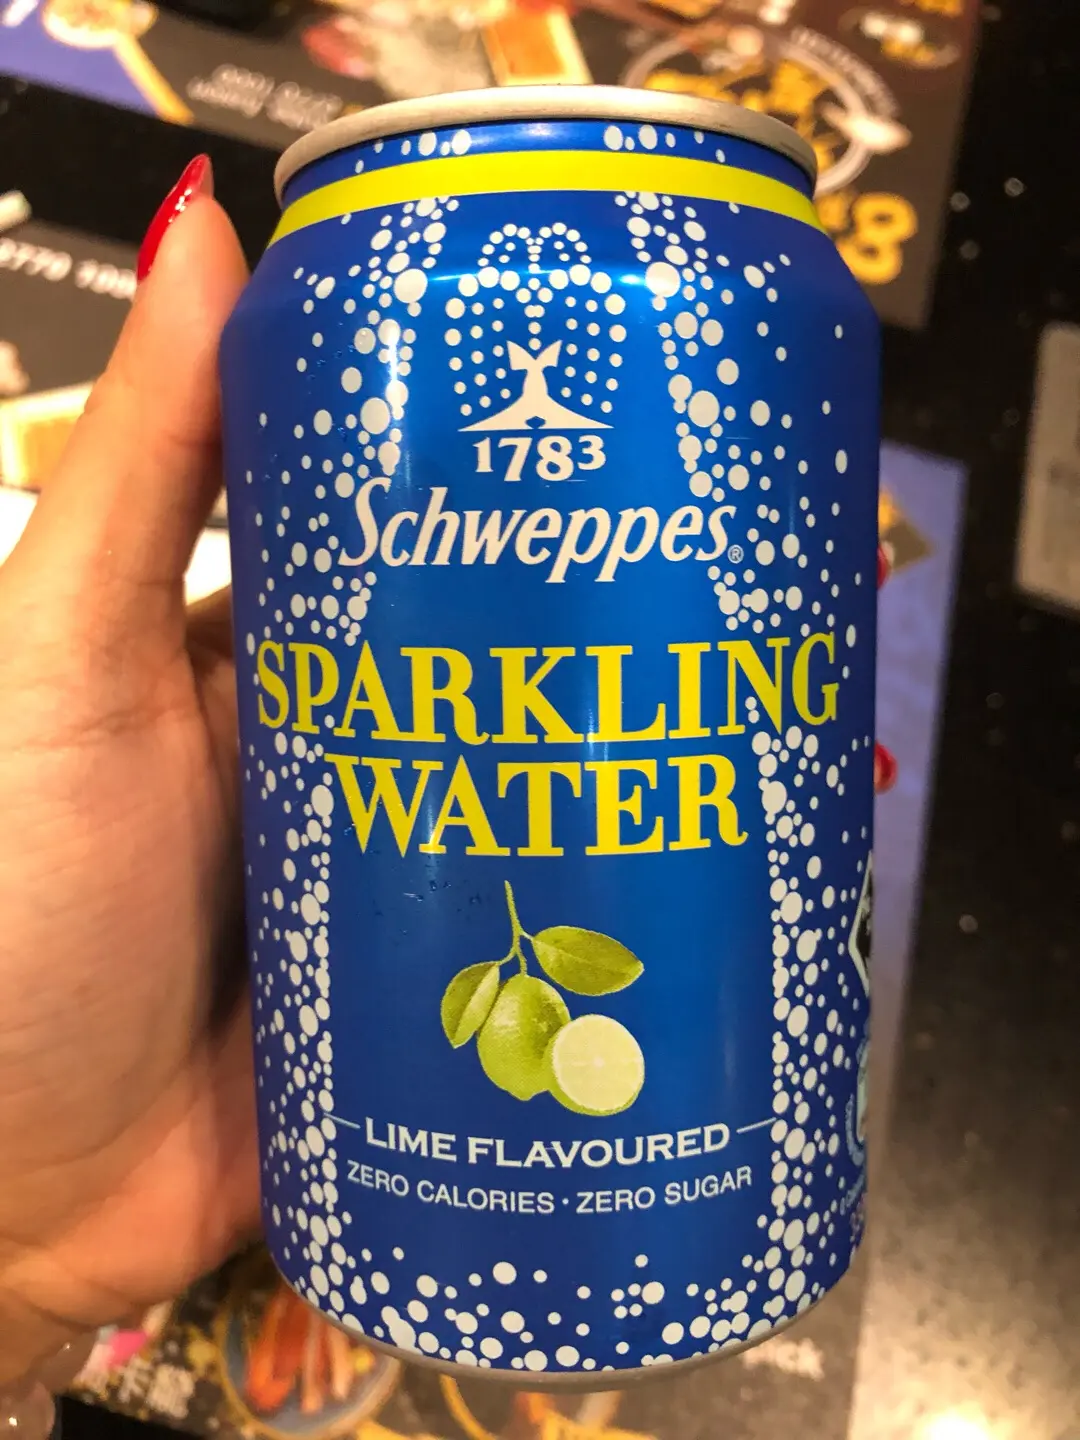 1783
Schweppes®
SPARKLING
WATER
LIME FLAVOURED
ZERO CALORIES · ZERO SUGAR